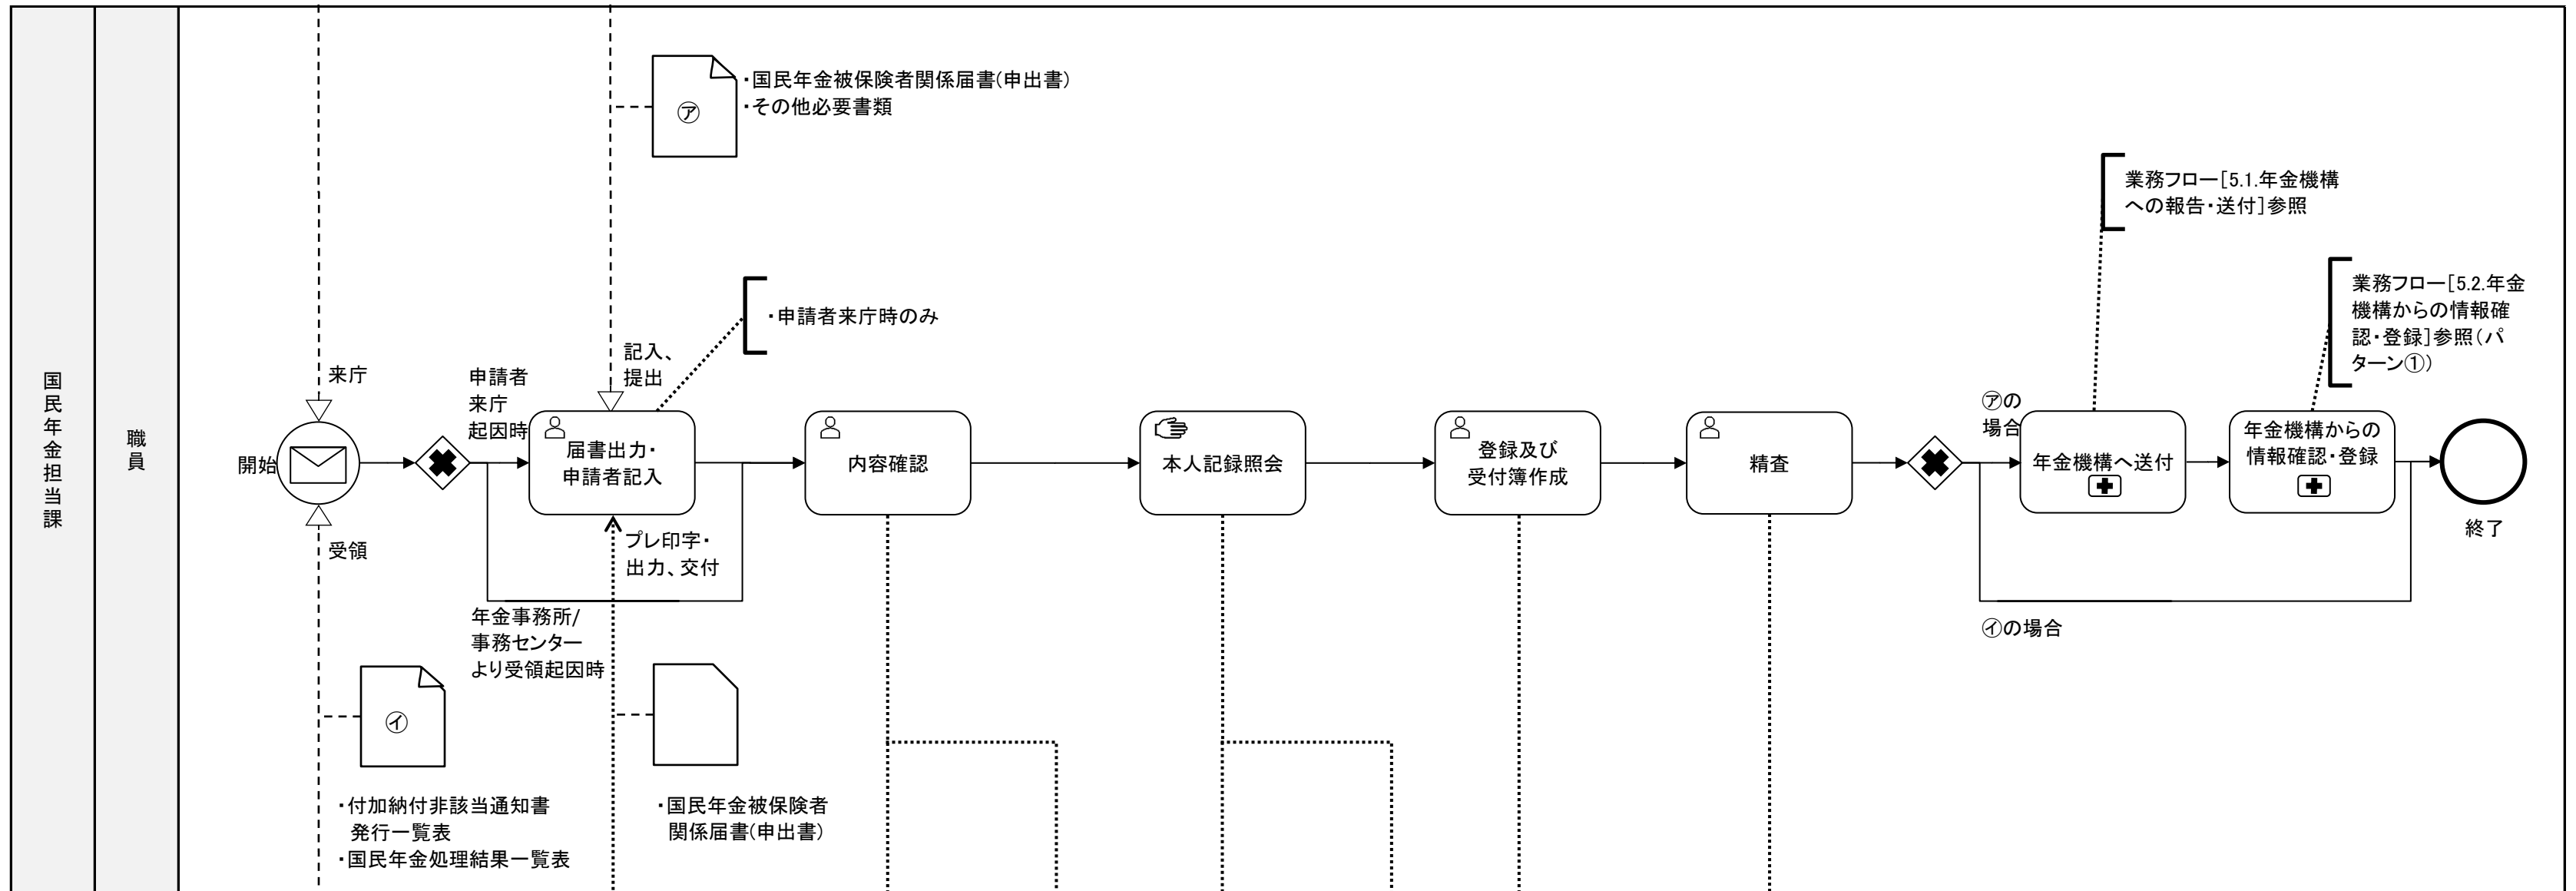 国民年金担当課
職員
㋐
・国民年金被保険者関係届書(申出書)
・その他必要書類
業務フロー[5.1.年金機構
への報告・送付]参照
業務フロー[5.2.年金
機構からの情報確
認・登録]参照(パ
ターン①)
・申請者来庁時のみ
記入、
提出
来庁
申請者
来庁
起因時
開始
届書出力・
申請者記入
内容確認
本人記録照会
登録及び
受付簿作成
精査
㋐の
場合
年金機構へ送付
年金機構からの
情報確認・登録
終了
受領
プレ印字・
出力、交付
年金事務所/
事務センター
より受領起因時
㋑の場合
㋑
・付加納付非該当通知書
発行一覧表
・国民年金処理結果一覧表
・国民年金被保険者
関係届書(申出書)